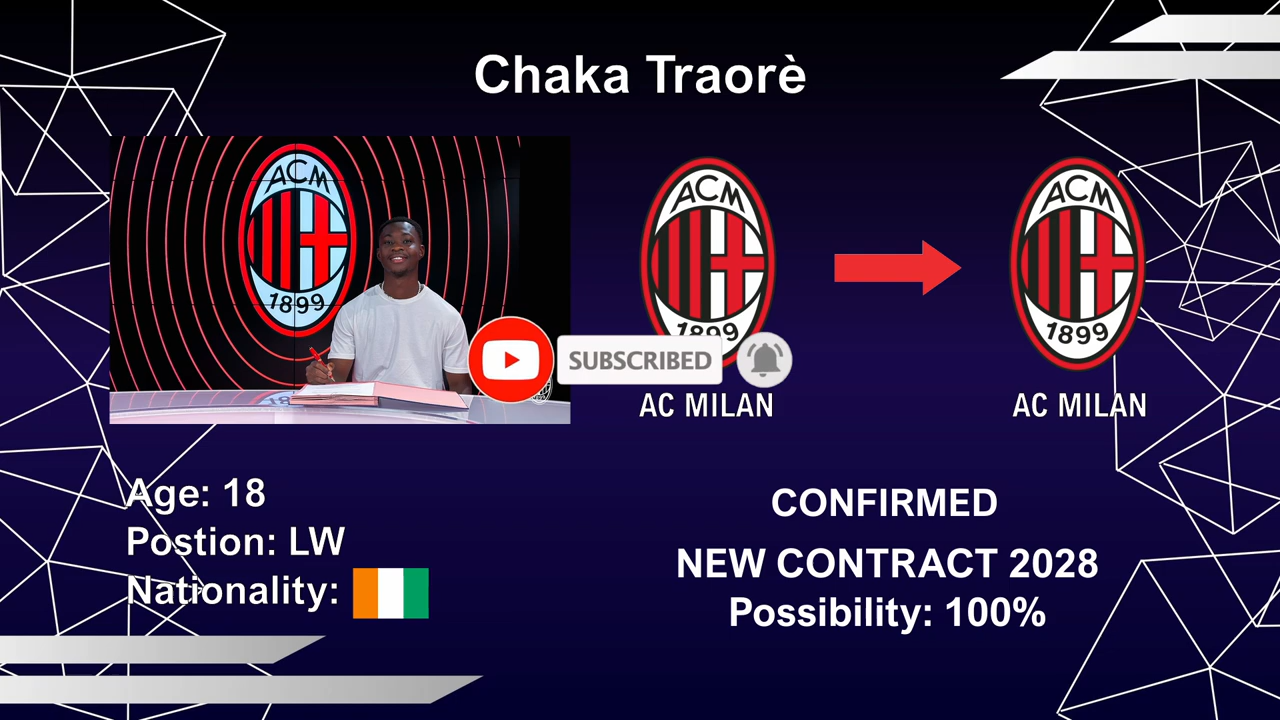 Chaka Traorè
ACM
1899
ACM
1899
ACM
1899
SUBSCRIBED
AC MILAN
AC MILAN
Age: 18
Postion: LW
Nationality:
CONFIRMED
NEW CONTRACT 2028
Possibility: 100%